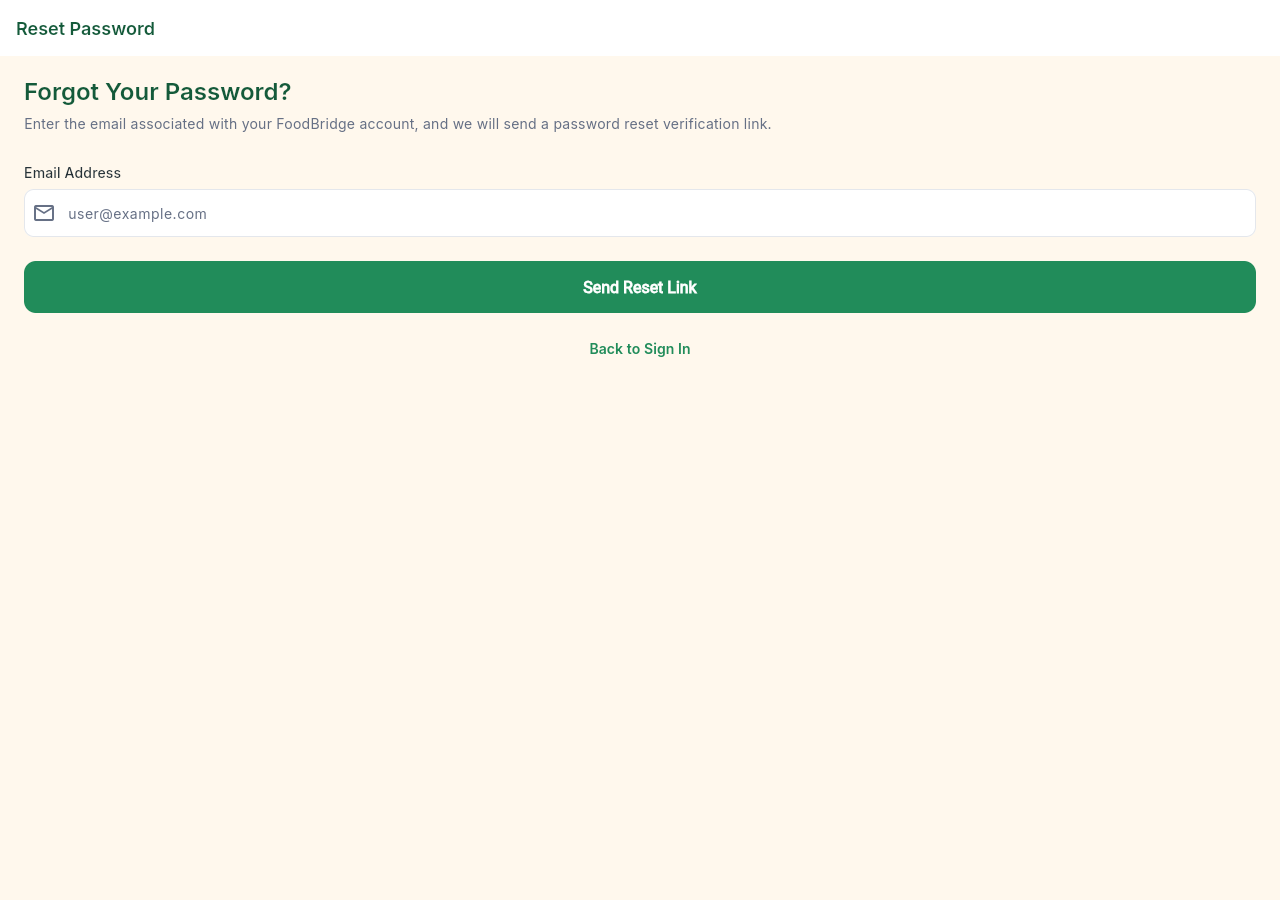 Reset Password
Forgot Your Password?
Enter the email associated with your FoodBridge account, and we will send a password reset verification link.
Email Address
user@example.com
Send Reset Link
Back to Sign In